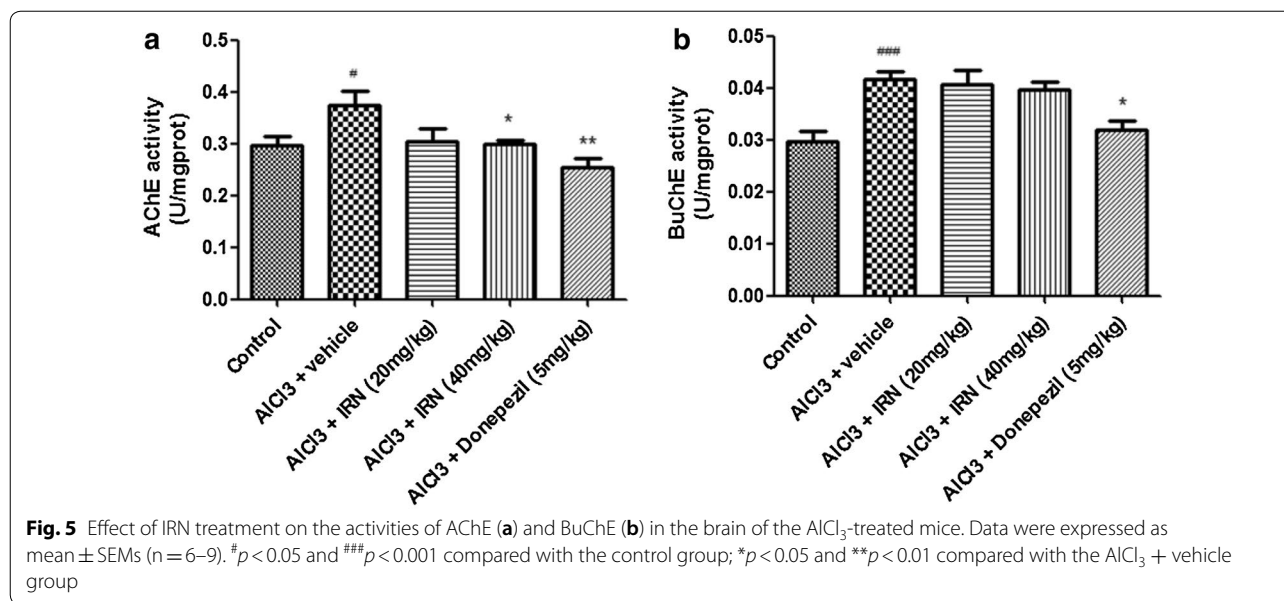 a
AChE activity
(U/mgprot)
0.5
0.4
0.3
0.2
0.1
0.0
#
*
**
Control
AlCl3 + vehicle
AlCl3 + IRN (20mg/kg)
AlCl3 + IRN (40mg/kg)
AlCl3 + Donepezil (5mg/kg)
b
BuChE activity
(U/mgprot)
0.05
0.04
0.03
0.02
0.01
0.00
###
*
Control
AlCl3 + vehicle
AlCl3 + IRN (20mg/kg)
AlCl3 + IRN (40mg/kg)
AlCl3 + Donepezil (5mg/kg)
Fig. 5 Effect of IRN treatment on the activities of AChE (a) and BuChE (b) in the brain of the AlCl₃-treated mice. Data were expressed as
mean ± SEMs (n = 6–9). #p < 0.05 and ###p < 0.001 compared with the control group; *p < 0.05 and **p < 0.01 compared with the AlCl₃ + vehicle
group